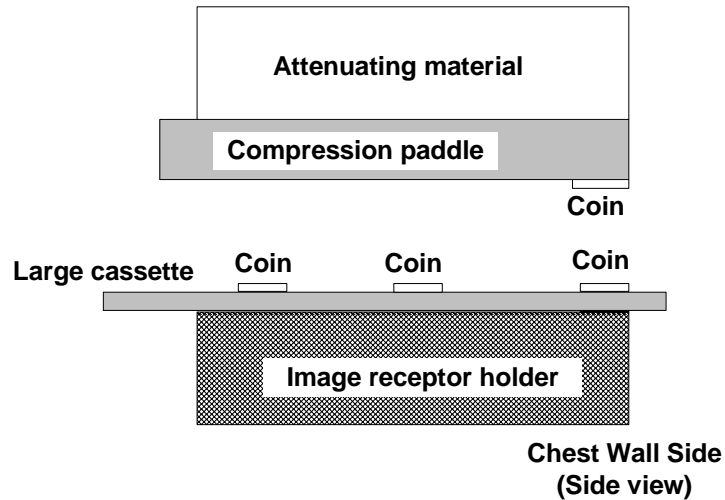 Attenuating material
Compression paddle
Coin
Large cassette
Coin
Coin
Coin
Image receptor holder
Chest Wall Side
(Side view)